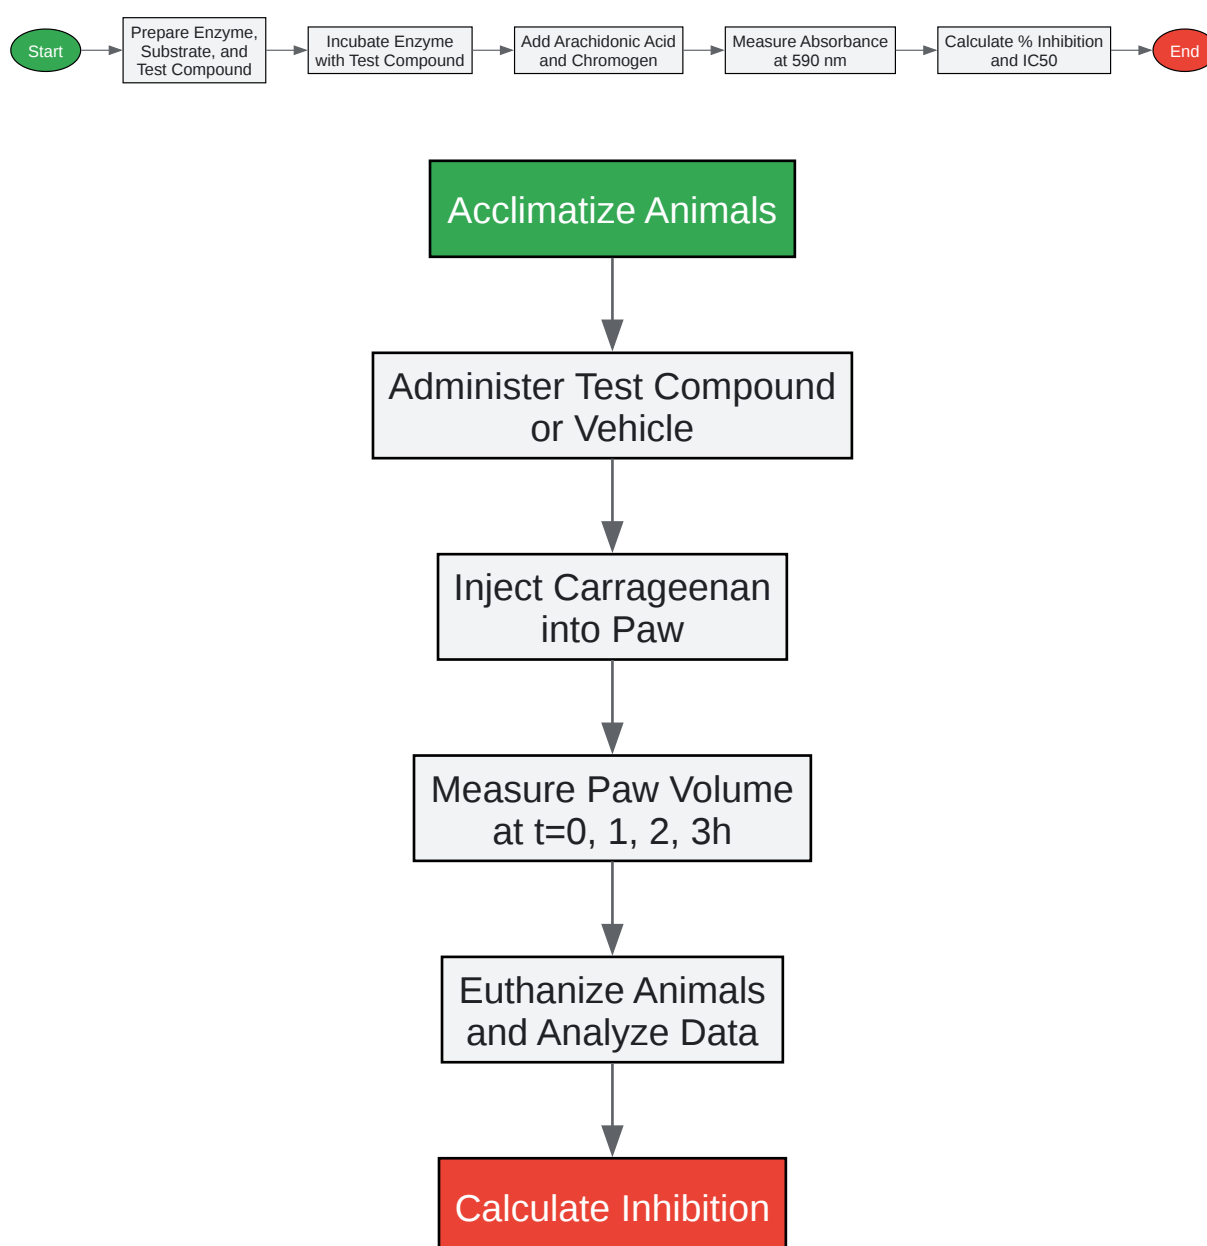 Start
Prepare Enzyme,
Substrate, and
Test Compound
Incubate Enzyme
with Test Compound
Add Arachidonic Acid
and Chromogen
Measure Absorbance
at 590 nm
Calculate % Inhibition
and IC50
End
Acclimatize Animals
Administer Test Compound
or Vehicle
Inject Carrageenan
into Paw
Measure Paw Volume
at t=0, 1, 2, 3h
Euthanize Animals
and Analyze Data
Calculate Inhibition